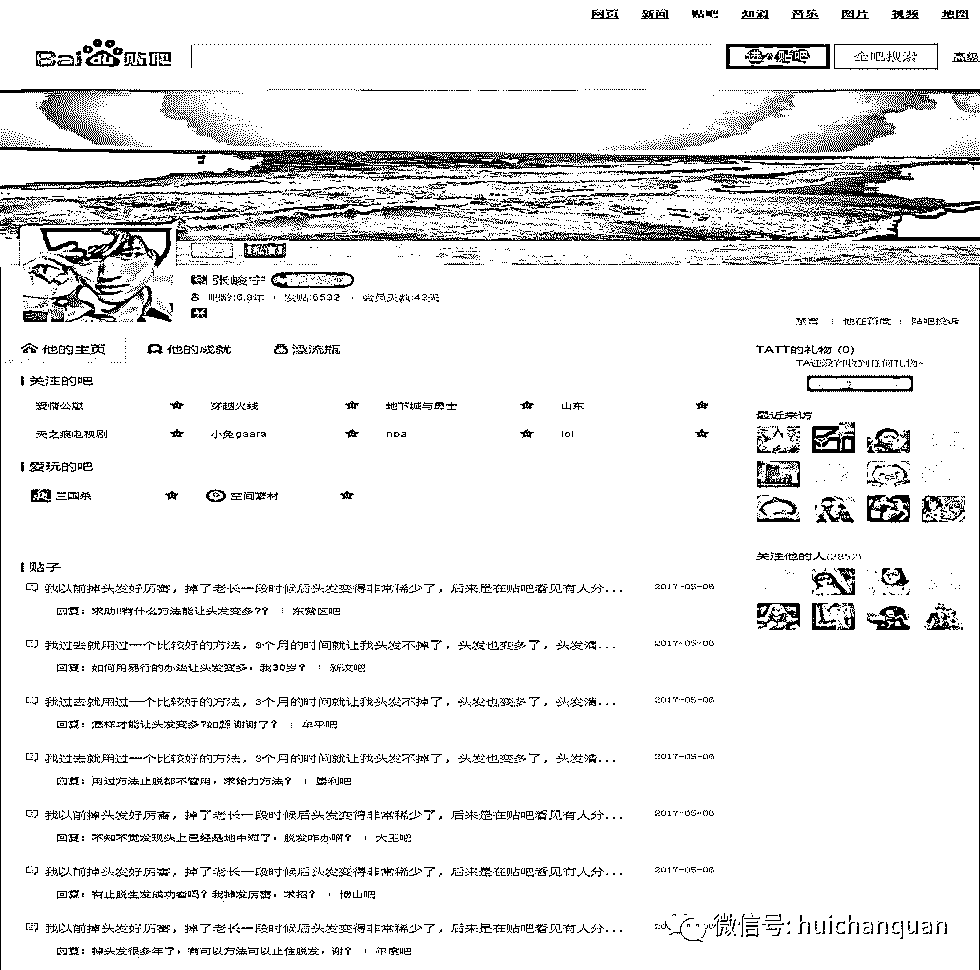 网页 新闻 贴吧 知道 音乐 图片 视频 地图
Bai du 贴吧
进入贴吧 全吧搜索 高级
张峻宇
吧龄:6.9年 发贴:6532 会员天数:43天
TA在贴吧
他的主页 他的成就 漂流瓶
关注的吧
爱情公寓 穿越火线 地下城与勇士 山东
天之痕电视剧 小兔gaara nba lol
爱玩的吧
三国杀 空间素材
贴子
我以前掉头发好厉害，掉了老长一段时候后头发变得非常稀少了，后来是在贴吧看见有人分... 2017-05-06
回复：求助!!有什么方法能让头发变多?? | 东营区吧
我过去就用过一个比较好的方法，3个月的时间就让我头发不掉了，头发也变多了，头发清... 2017-05-06
回复：如何用易行的办法让头发变多，我30岁? | 新汶吧
我过去就用过一个比较好的方法，3个月的时间就让我头发不掉了，头发也变多了，头发清... 2017-05-06
回复：怎样才能让头发变多?如题谢谢了? | 牟平吧
我过去就用过一个比较好的方法，3个月的时间就让我头发不掉了，头发也变多了，头发清... 2017-05-06
回复：用过方法止脱都不管用，求给力方法? | 垦利吧
我以前掉头发好厉害，掉了老长一段时候后头发变得非常稀少了，后来是在贴吧看见有人分... 2017-05-06
回复：不知不觉发现头上已经是地中海了，脱发咋办啊? | 大王吧
我以前掉头发好厉害，掉了老长一段时候后头发变得非常稀少了，后来是在贴吧看见有人分... 2017-05-06
回复：有止脱生发成功者吗? 我掉发厉害，求招? | 博山吧
我以前掉头发好厉害，掉了老长一段时候后头发变得非常稀少了，后来是在贴吧看见有人分...
回复：掉头发很多年了，有可以方法可以止住脱发，谢? | 平度吧
TATT的礼物 (0)
TA还没有收到任何礼物~
最近来访
关注他的人(2852)
微信号: huichanquan